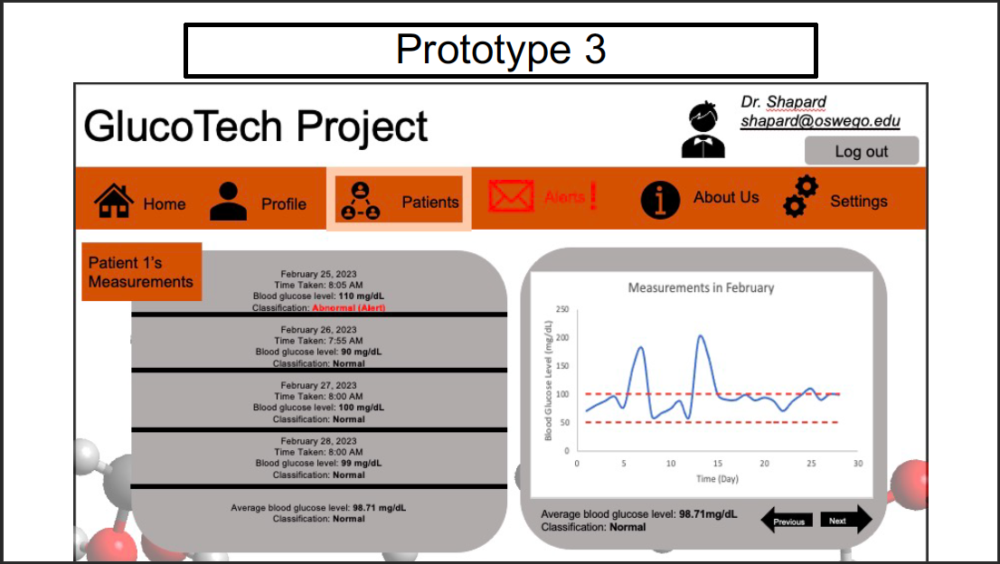 Prototype 3
GlucoTech Project
Dr. Shapard
shapard@oswego.edu
Log out
Home
Profile
Patients
Alerts!
About Us
Settings
Patient 1's
Measurements
February 25, 2023
Time Taken: 8:05 AM
Blood glucose level: 110 mg/dL
Classification: Abnormal (Alert)
February 26, 2023
Time Taken: 7:55 AM
Blood glucose level: 90 mg/dL
Classification: Normal
February 27, 2023
Time Taken: 8:00 AM
Blood glucose level: 100 mg/dL
Classification: Normal
February 28, 2023
Time Taken: 8:00 AM
Blood glucose level: 99 mg/dL
Classification: Normal
Average blood glucose level: 98.71 mg/dL
Classification: Normal
Measurements in February
Blood Glucose Level (mg/dL)
250
200
150
100
50
0
0 5 10 15 20 25 30
Time (Day)
Average blood glucose level: 98.71mg/dL
Classification: Normal
Previous
Next